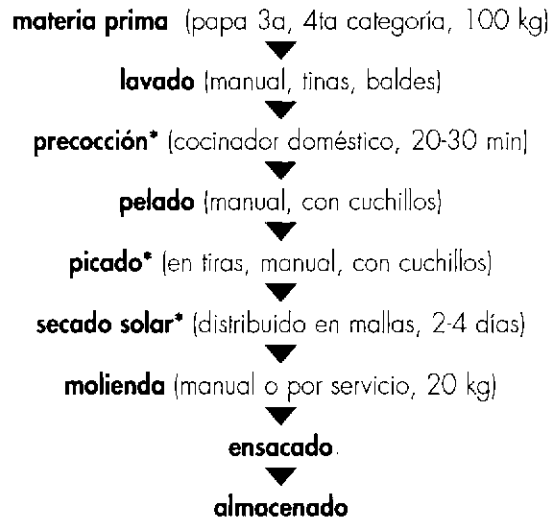 materia prima (papa 3a, 4ta categoría, 100 kg)
lavado (manual, tinas, baldes)
precocción* (cocinador doméstico, 20-30 min)
pelado (manual, con cuchillos)
picado* (en tiras, manual, con cuchillos)
secado solar* (distribuido en mallas, 2-4 días)
molienda (manual o por servicio, 20 kg)
ensacado
almacenado